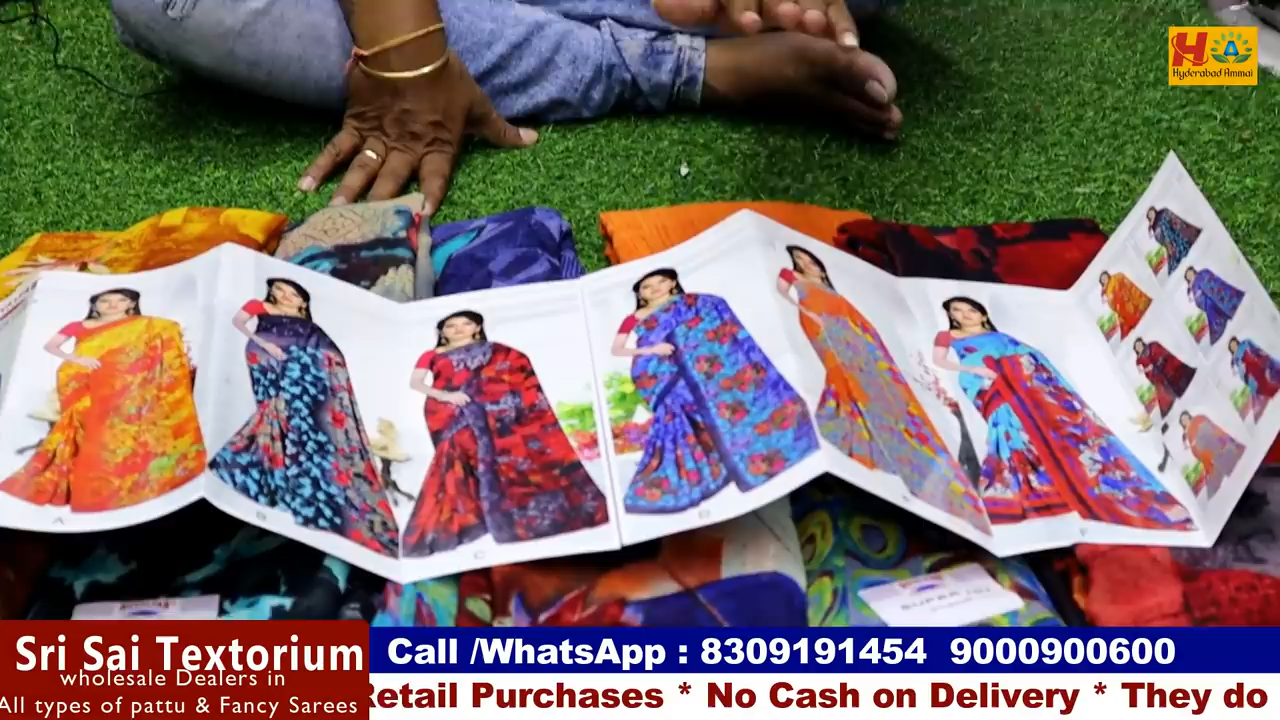 H A
Hyderabad Ammai
A
B
C
D
F
Sri Sai Textorium
wholesale Dealers in
All types of pattu & Fancy Sarees
Call /WhatsApp : 8309191454 9000900600
Retail Purchases * No Cash on Delivery * They do